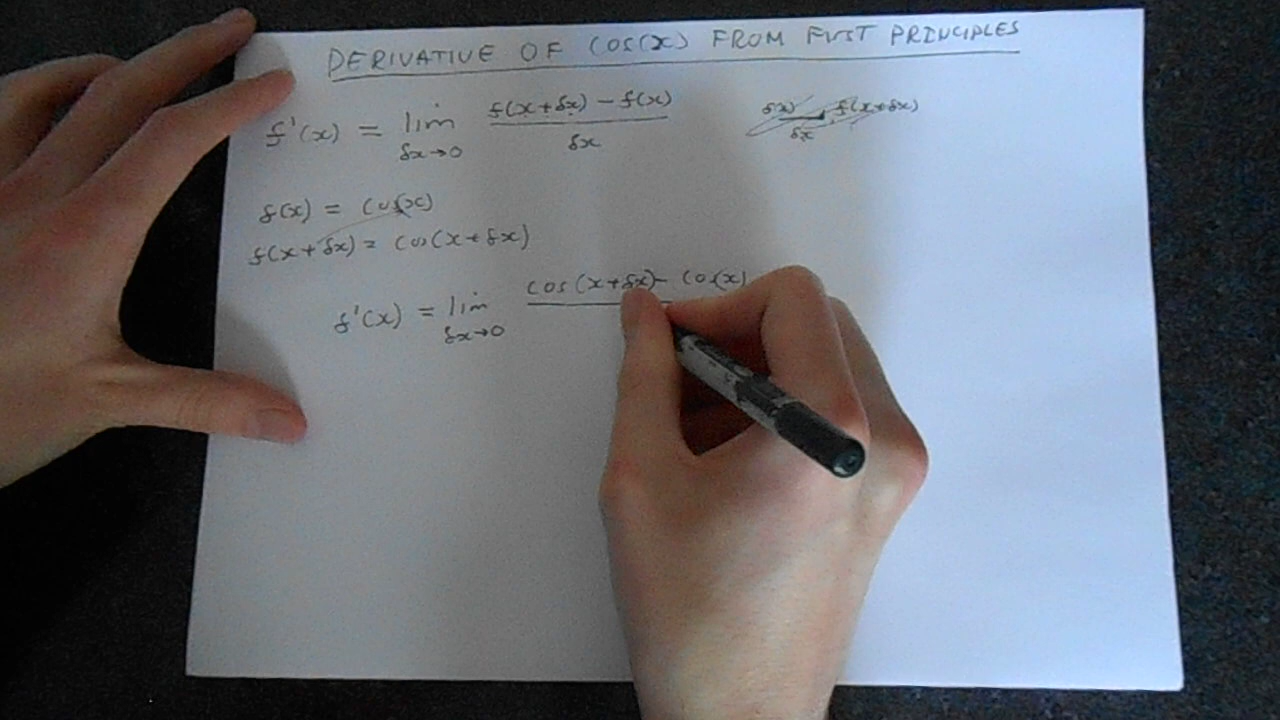 DERIVATIVE OF COS(x) FROM FIRST PRINCIPLES
f'(x) = lim δx→0 f(x+δx) - f(x) / δx
f(x) = cos(x)
f(x+δx) = cos(x+δx)
f'(x) = lim δx→0 cos(x+δx) - cos(x)